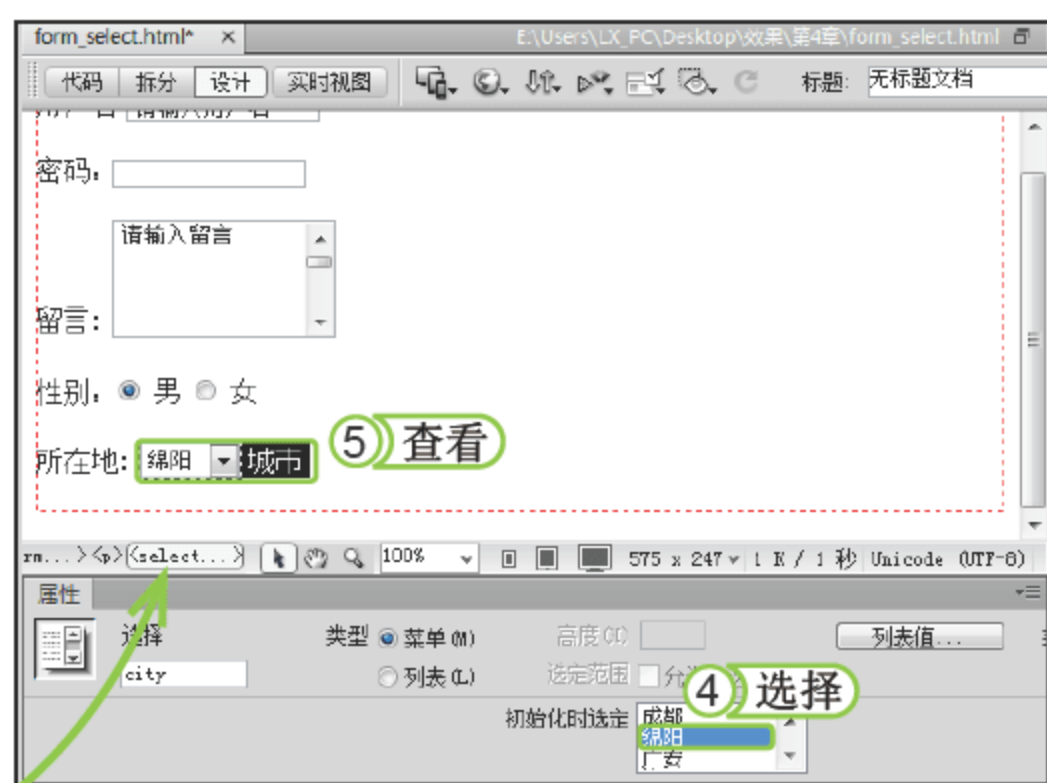 form_select.html* × E:\Users\LX_PC\Desktop\效果\第4章\form_select.html
代码 拆分 设计 实时视图 标题: 无标题文档
密码:
请输入留言
留言:
性别: 男 女
所在地: 绵阳 城市 ⑤ 查看
rm...><p><select...> 100% 575 x 247 1 K / 1 秒 Unicode (UTF-8)
属性
选择 类型 菜单(M) 高度(H) 列表值...
city 列表(L) 选定范围
④ 选择
初始化时选定 成都
绵阳
广安